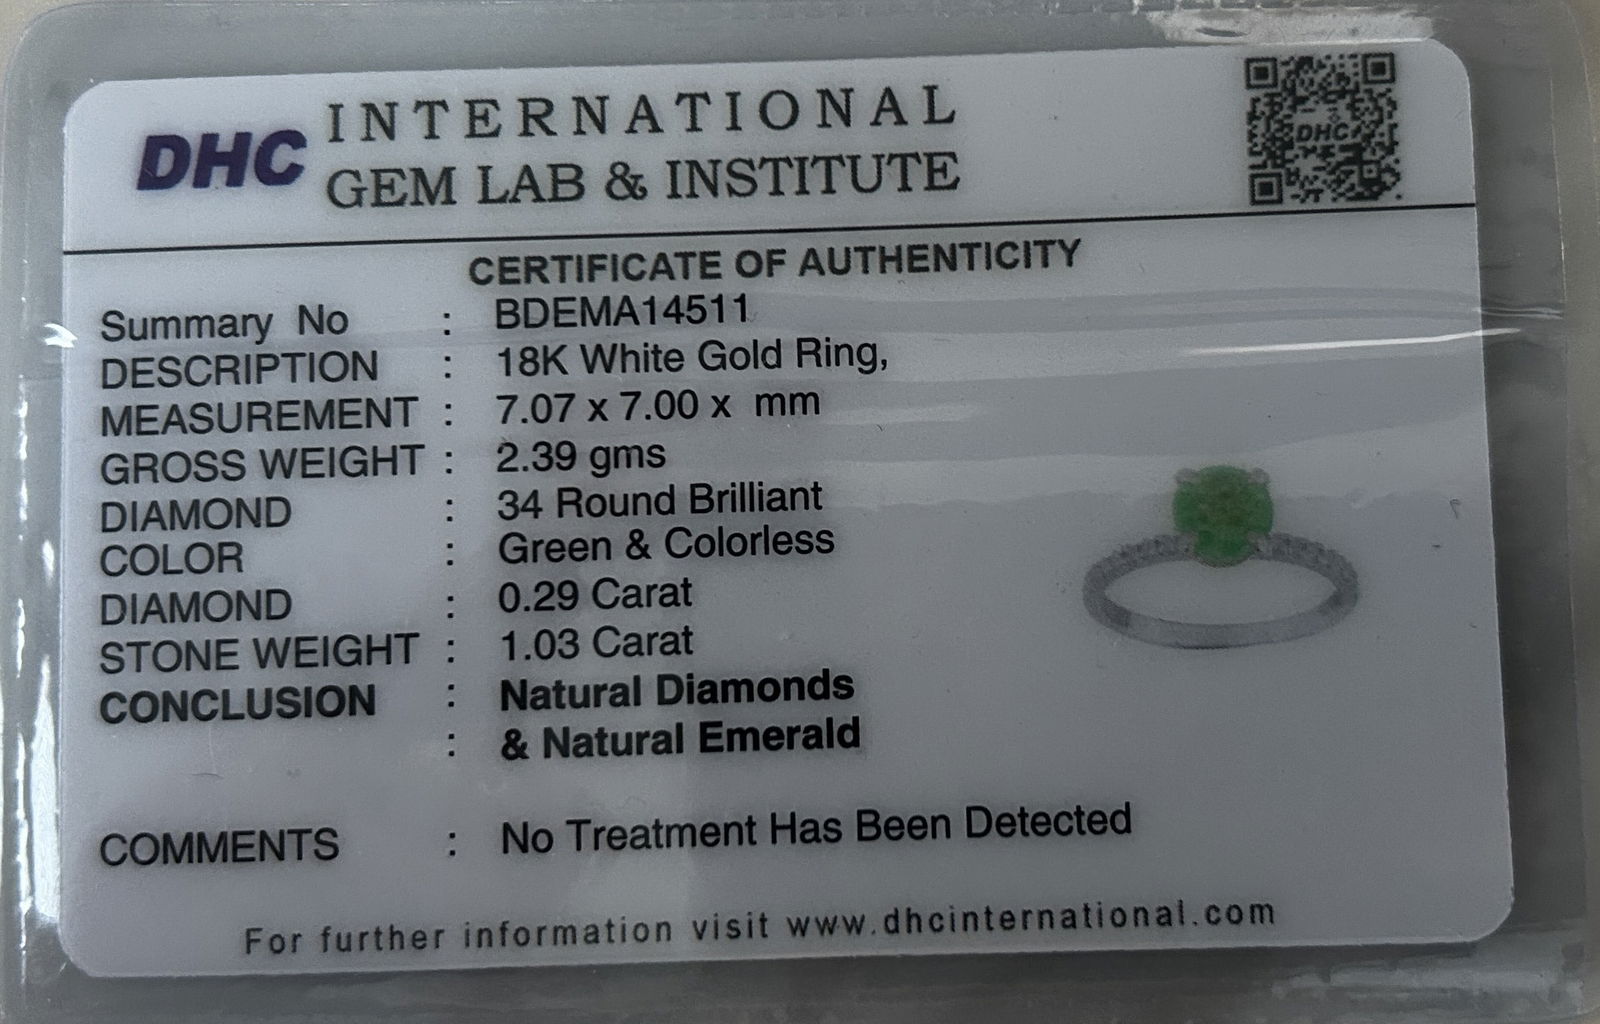 DHC INTERNATIONAL
GEM LAB & INSTITUTE
DHC
CERTIFICATE OF AUTHENTICITY
Summary No : BDEMA14511
DESCRIPTION : 18K White Gold Ring,
MEASUREMENT : 7.07 x 7.00 x mm
GROSS WEIGHT : 2.39 gms
DIAMOND : 34 Round Brilliant
COLOR : Green & Colorless
DIAMOND : 0.29 Carat
STONE WEIGHT : 1.03 Carat
CONCLUSION : Natural Diamonds
: & Natural Emerald
COMMENTS : No Treatment Has Been Detected
For further information visit www.dhcinternational.com